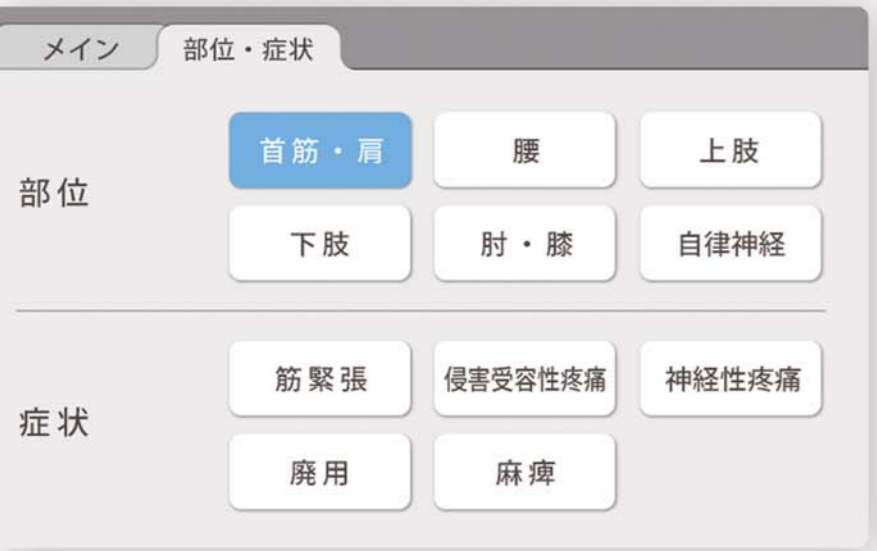 メイン
部位・症状
部位
首筋・肩
腰
上肢
下肢
肘・膝
自律神経
症状
筋緊張
侵害受容性疼痛
神経性疼痛
廃用
麻痺